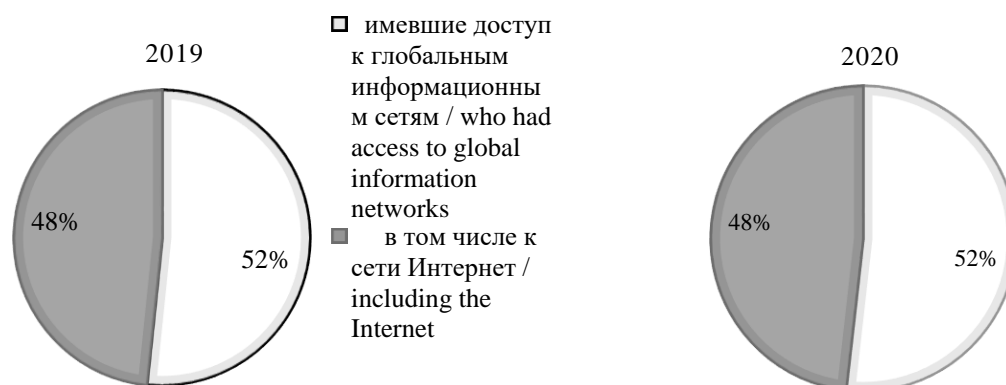 2019
48%
52%
имевшие доступ
к глобальным
информационны
м сетям / who had
access to global
information
networks
в том числе к
сети Интернет /
including the
Internet
2020
48%
52%